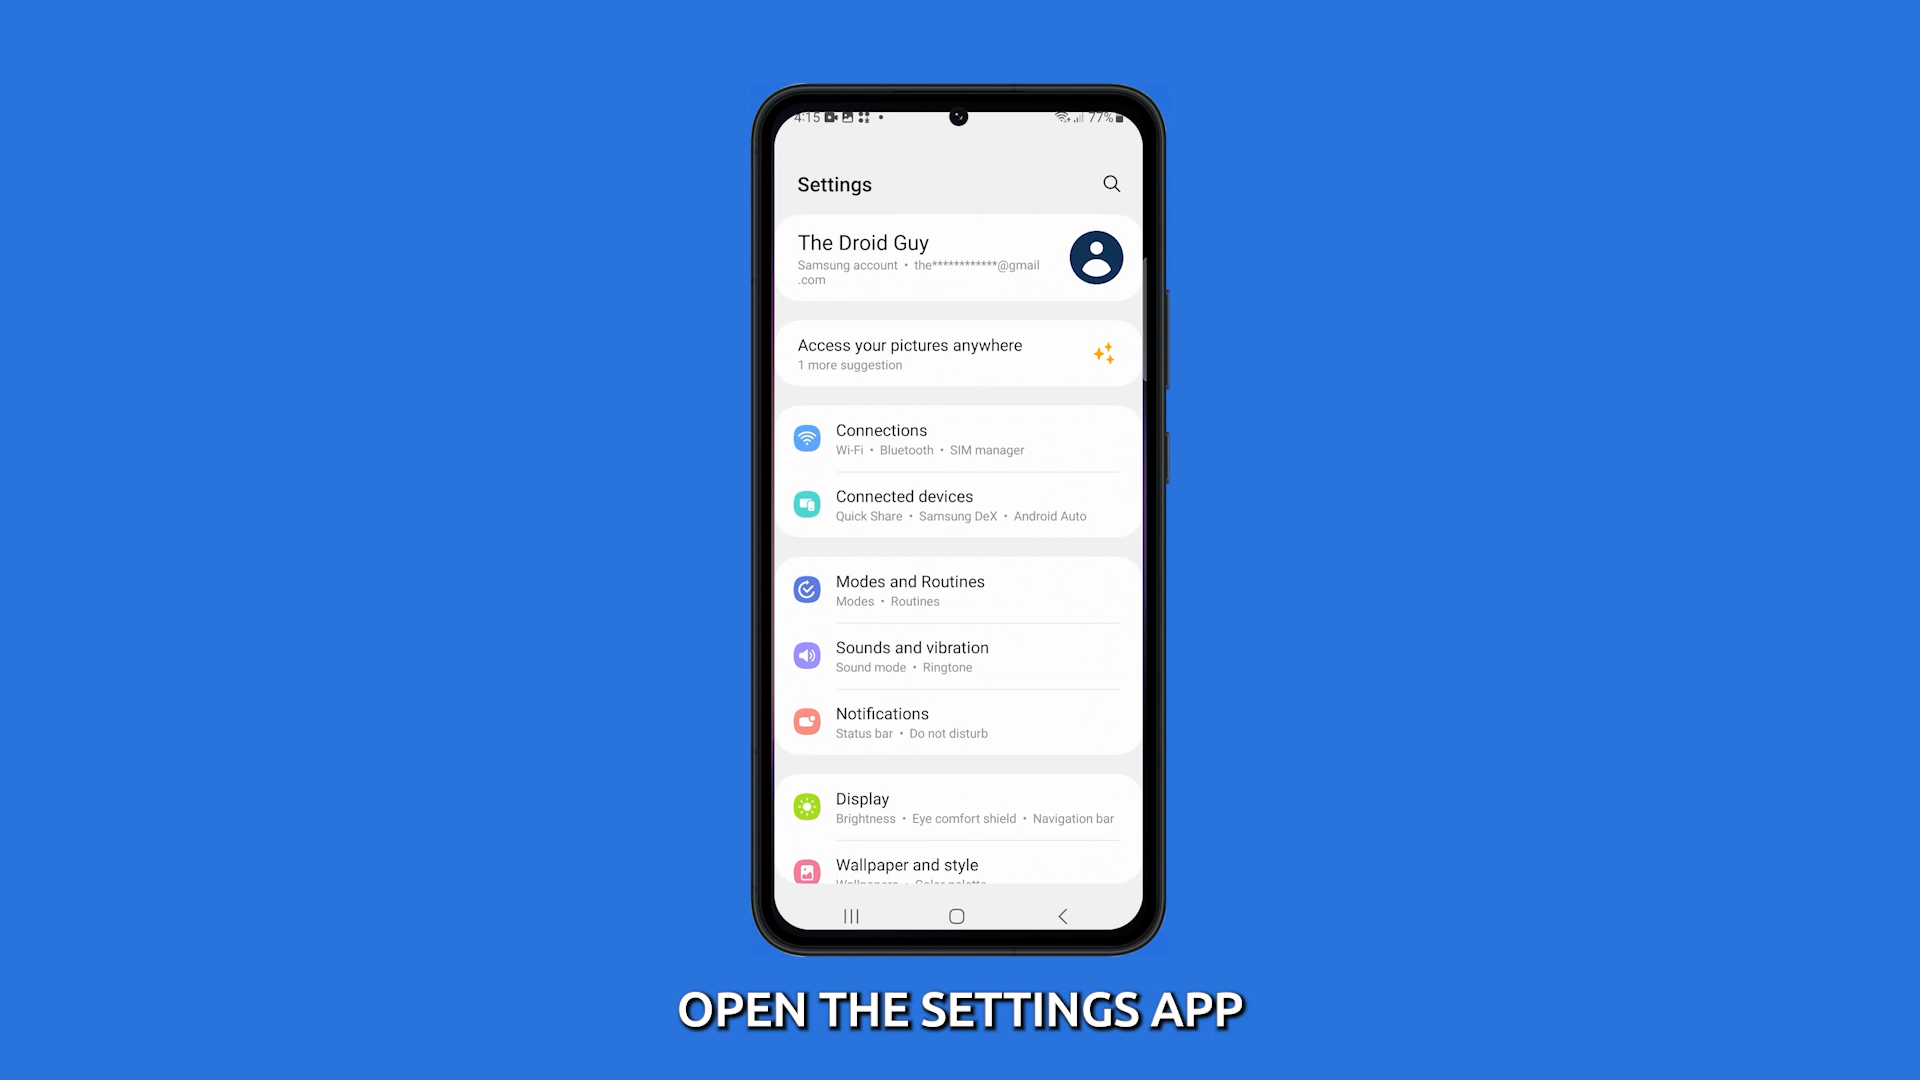 4:15 77%
Settings
The Droid Guy
Samsung account • the************@gmail
.com
Access your pictures anywhere
1 more suggestion
Connections
Wi-Fi • Bluetooth • SIM manager
Connected devices
Quick Share • Samsung DeX • Android Auto
Modes and Routines
Modes • Routines
Sounds and vibration
Sound mode • Ringtone
Notifications
Status bar • Do not disturb
Display
Brightness • Eye comfort shield • Navigation bar
Wallpaper and style
Wallpapers • Color palette
OPEN THE SETTINGS APP